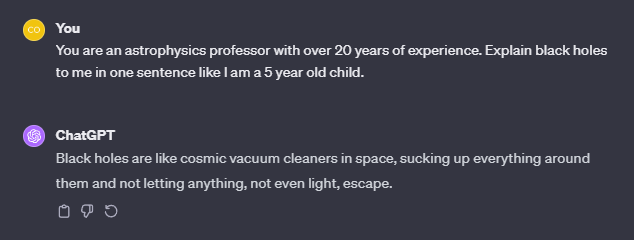 CO
You
You are an astrophysics professor with over 20 years of experience. Explain black holes
to me in one sentence like I am a 5 year old child.
ChatGPT
Black holes are like cosmic vacuum cleaners in space, sucking up everything around
them and not letting anything, not even light, escape.